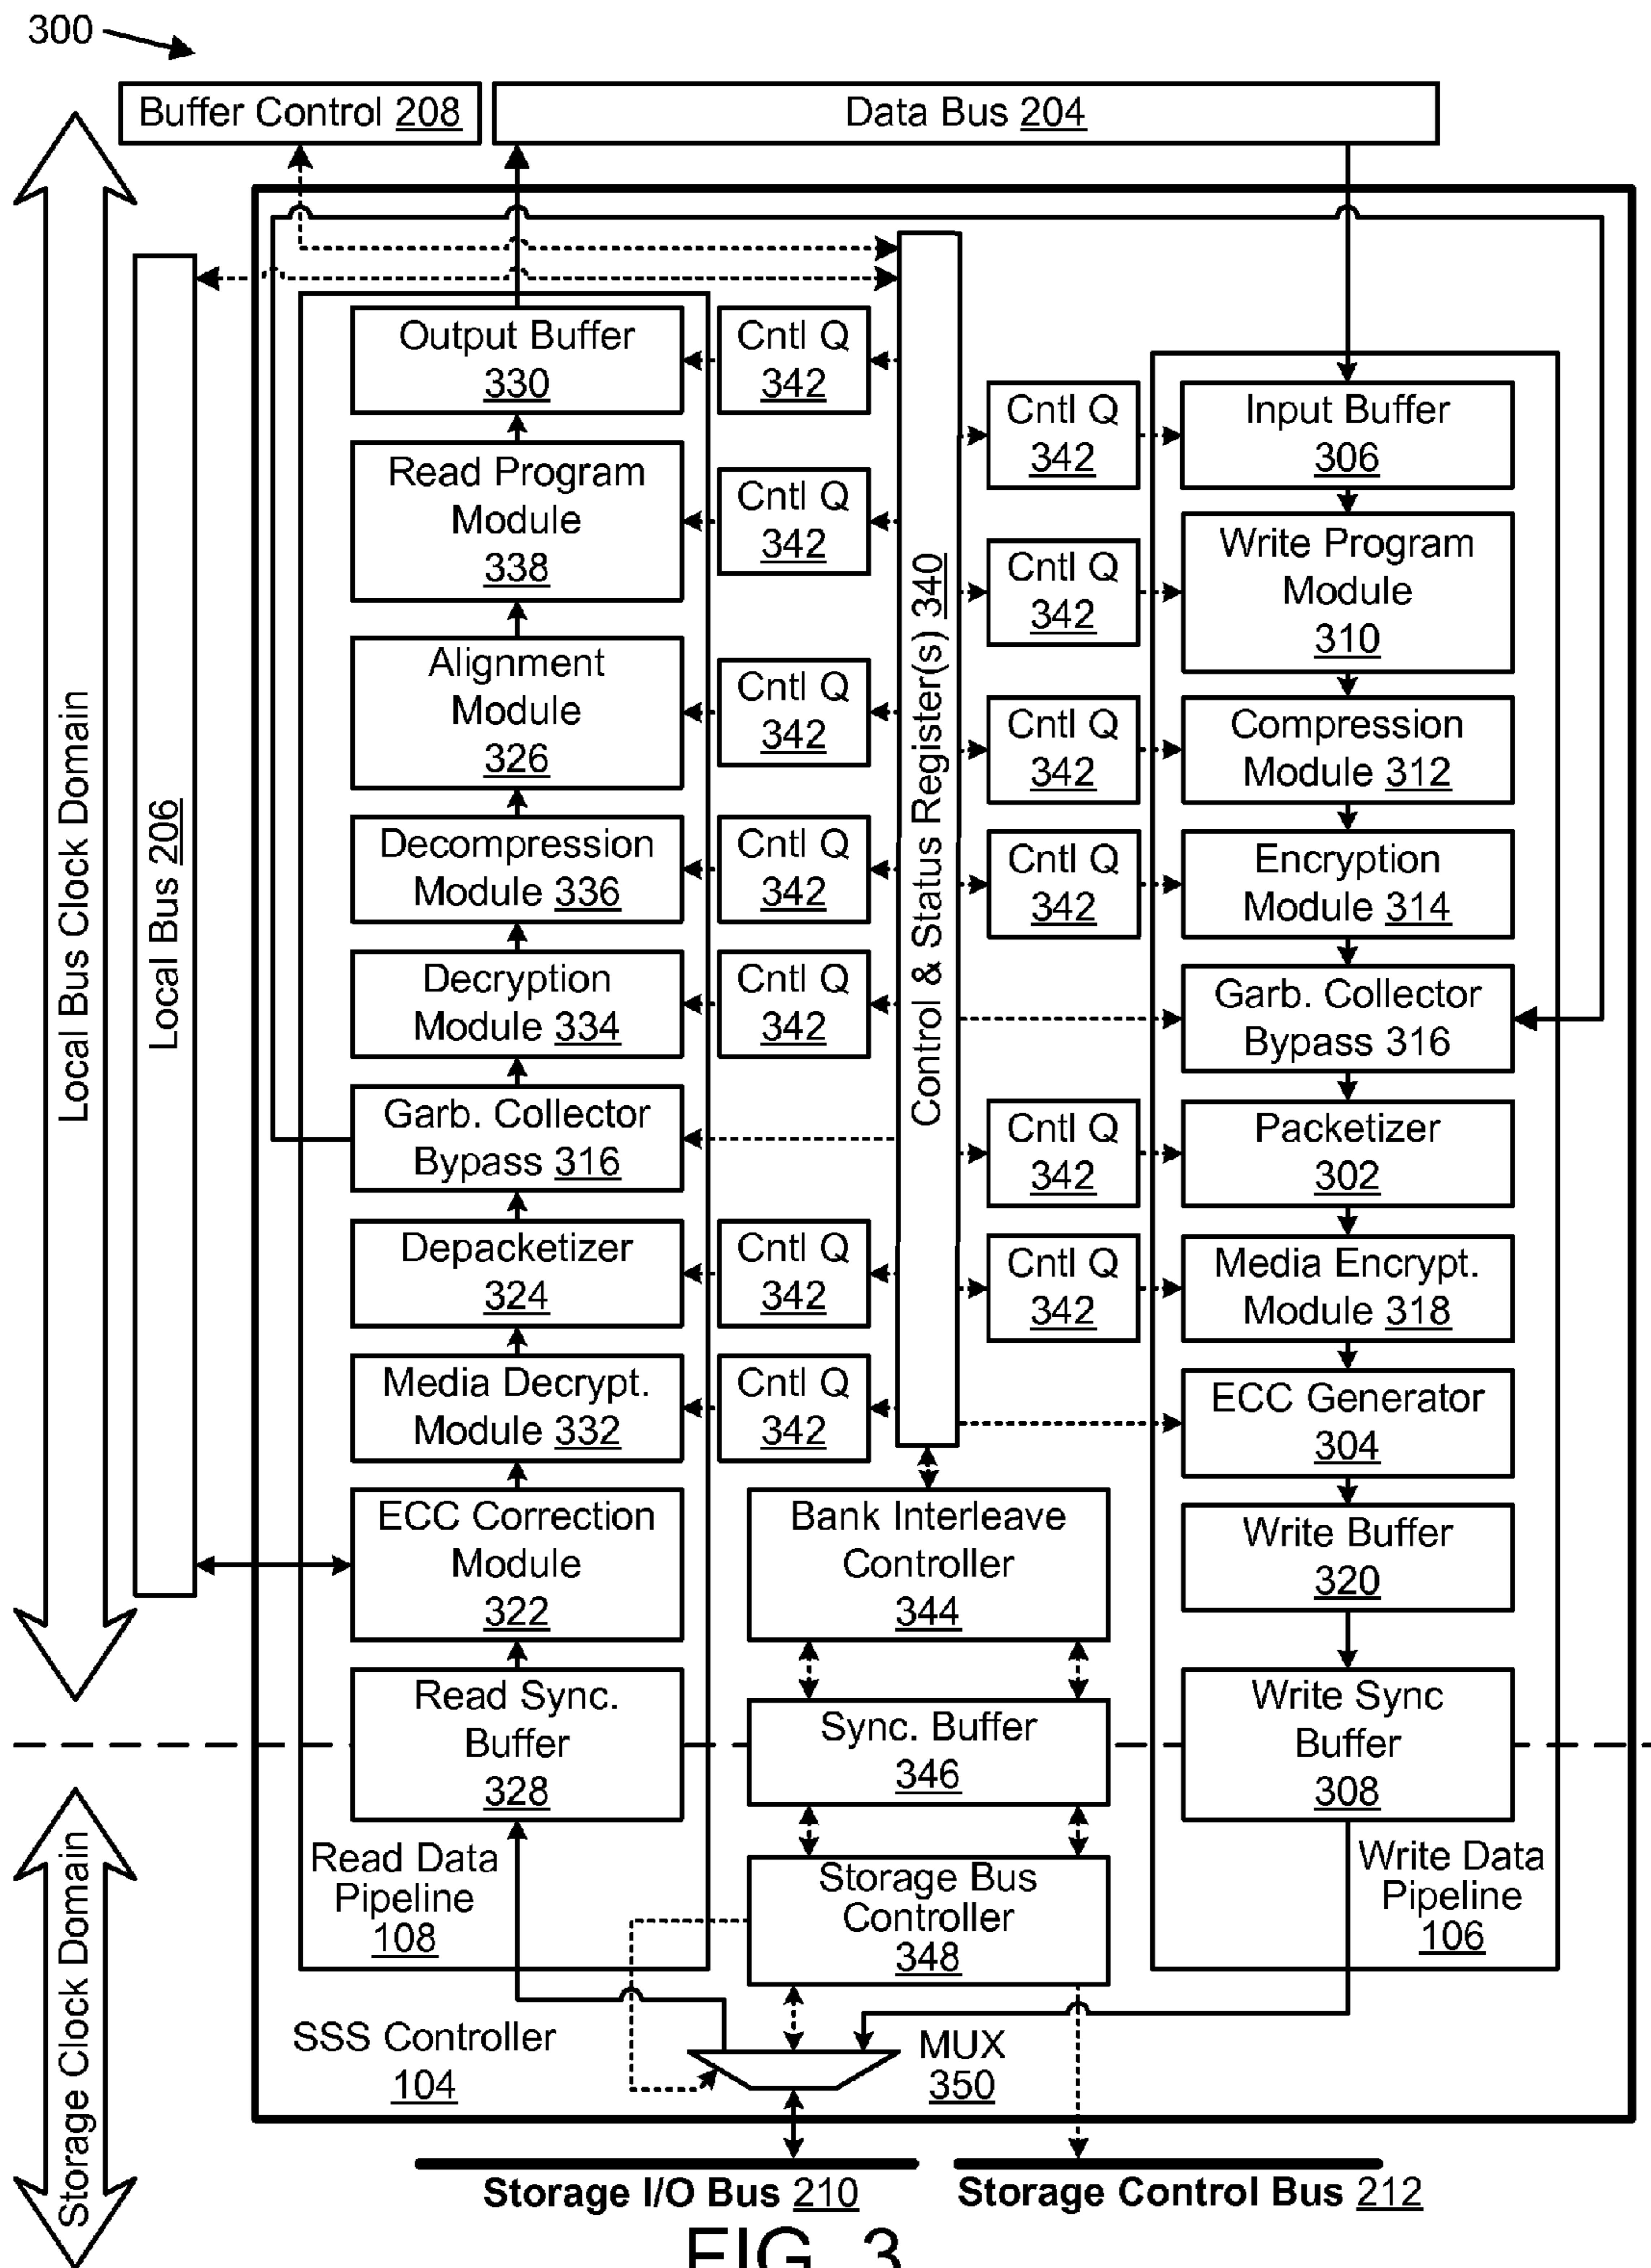 300
Buffer Control 208
Data Bus 204
Local Bus Clock Domain
Local Bus 206
Output Buffer
330
Cntl Q
342
Read Program
Module
338
Cntl Q
342
Alignment
Module
326
Cntl Q
342
Decompression
Module 336
Cntl Q
342
Decryption
Module 334
Cntl Q
342
Garb. Collector
Bypass 316
Depacketizer
324
Cntl Q
342
Media Decrypt.
Module 332
Cntl Q
342
ECC Correction
Module
322
Read Sync.
Buffer
328
Read Data
Pipeline
108
Control & Status Register(s) 340
Bank Interleave
Controller
344
Sync. Buffer
346
Storage Bus
Controller
348
Cntl Q
342
Input Buffer
306
Cntl Q
342
Write Program
Module
310
Cntl Q
342
Compression
Module 312
Cntl Q
342
Encryption
Module 314
Garb. Collector
Bypass 316
Cntl Q
342
Packetizer
302
Cntl Q
342
Media Encrypt.
Module 318
ECC Generator
304
Write Buffer
320
Write Sync
Buffer
308
Write Data
Pipeline
106
Storage Clock Domain
SSS Controller
104
MUX
350
Storage I/O Bus 210
Storage Control Bus 212
FIG. 3